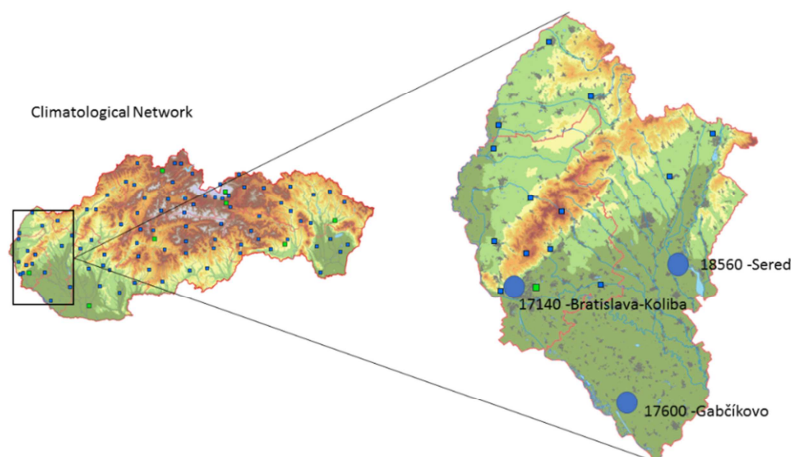 Climatological Network
18560 -Sered
17140 -Bratislava-Koliba
17600 -Gabčíkovo